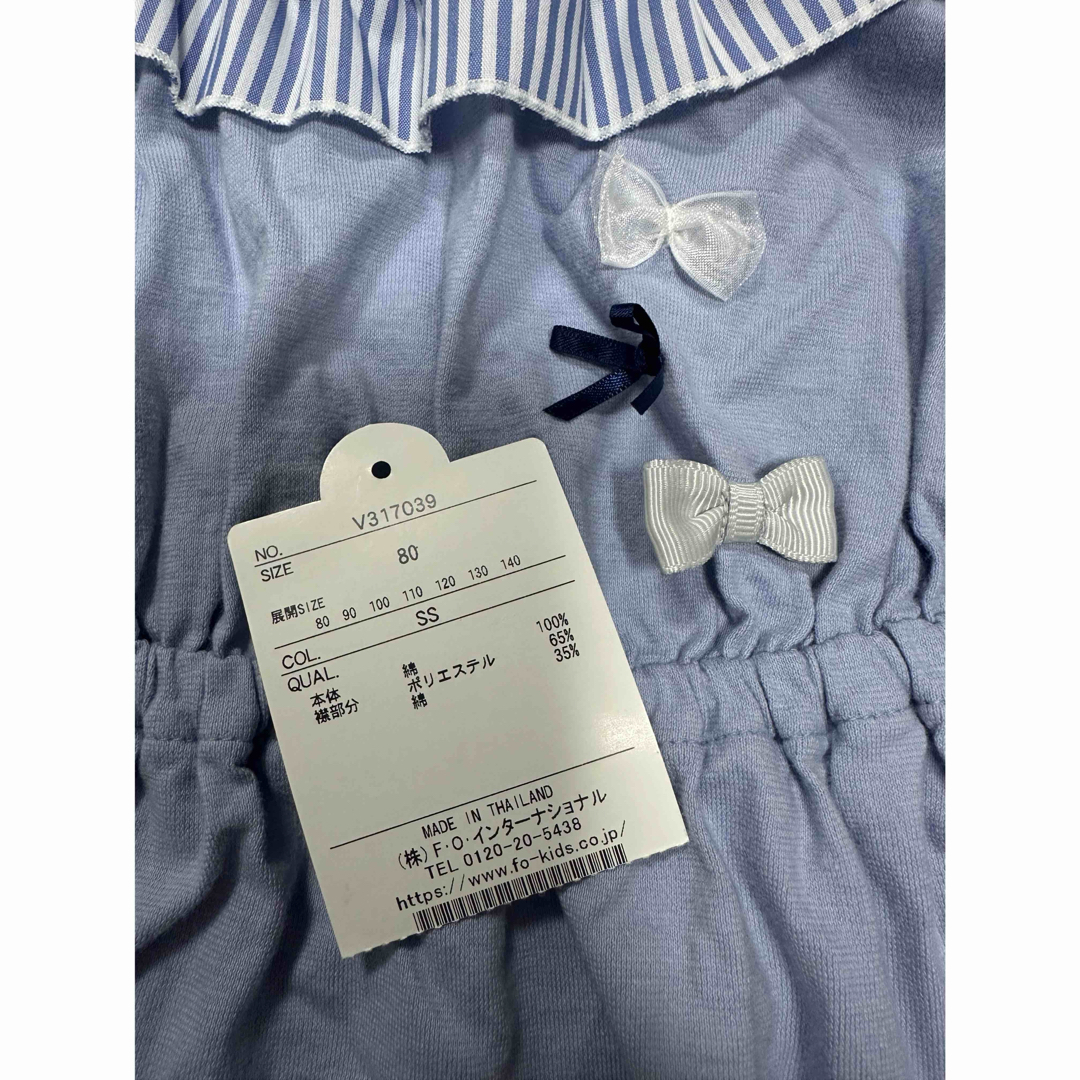 NO. V317039
SIZE 80
展開SIZE
80 90 100 110 120 130 140
COL. SS
QUAL.
本体 綿 100%
襟部分 ポリエステル 65%
綿 35%
MADE IN THAILAND
(株)F・O・インターナショナル
TEL 0120-20-5438
https://www.fo-kids.co.jp/